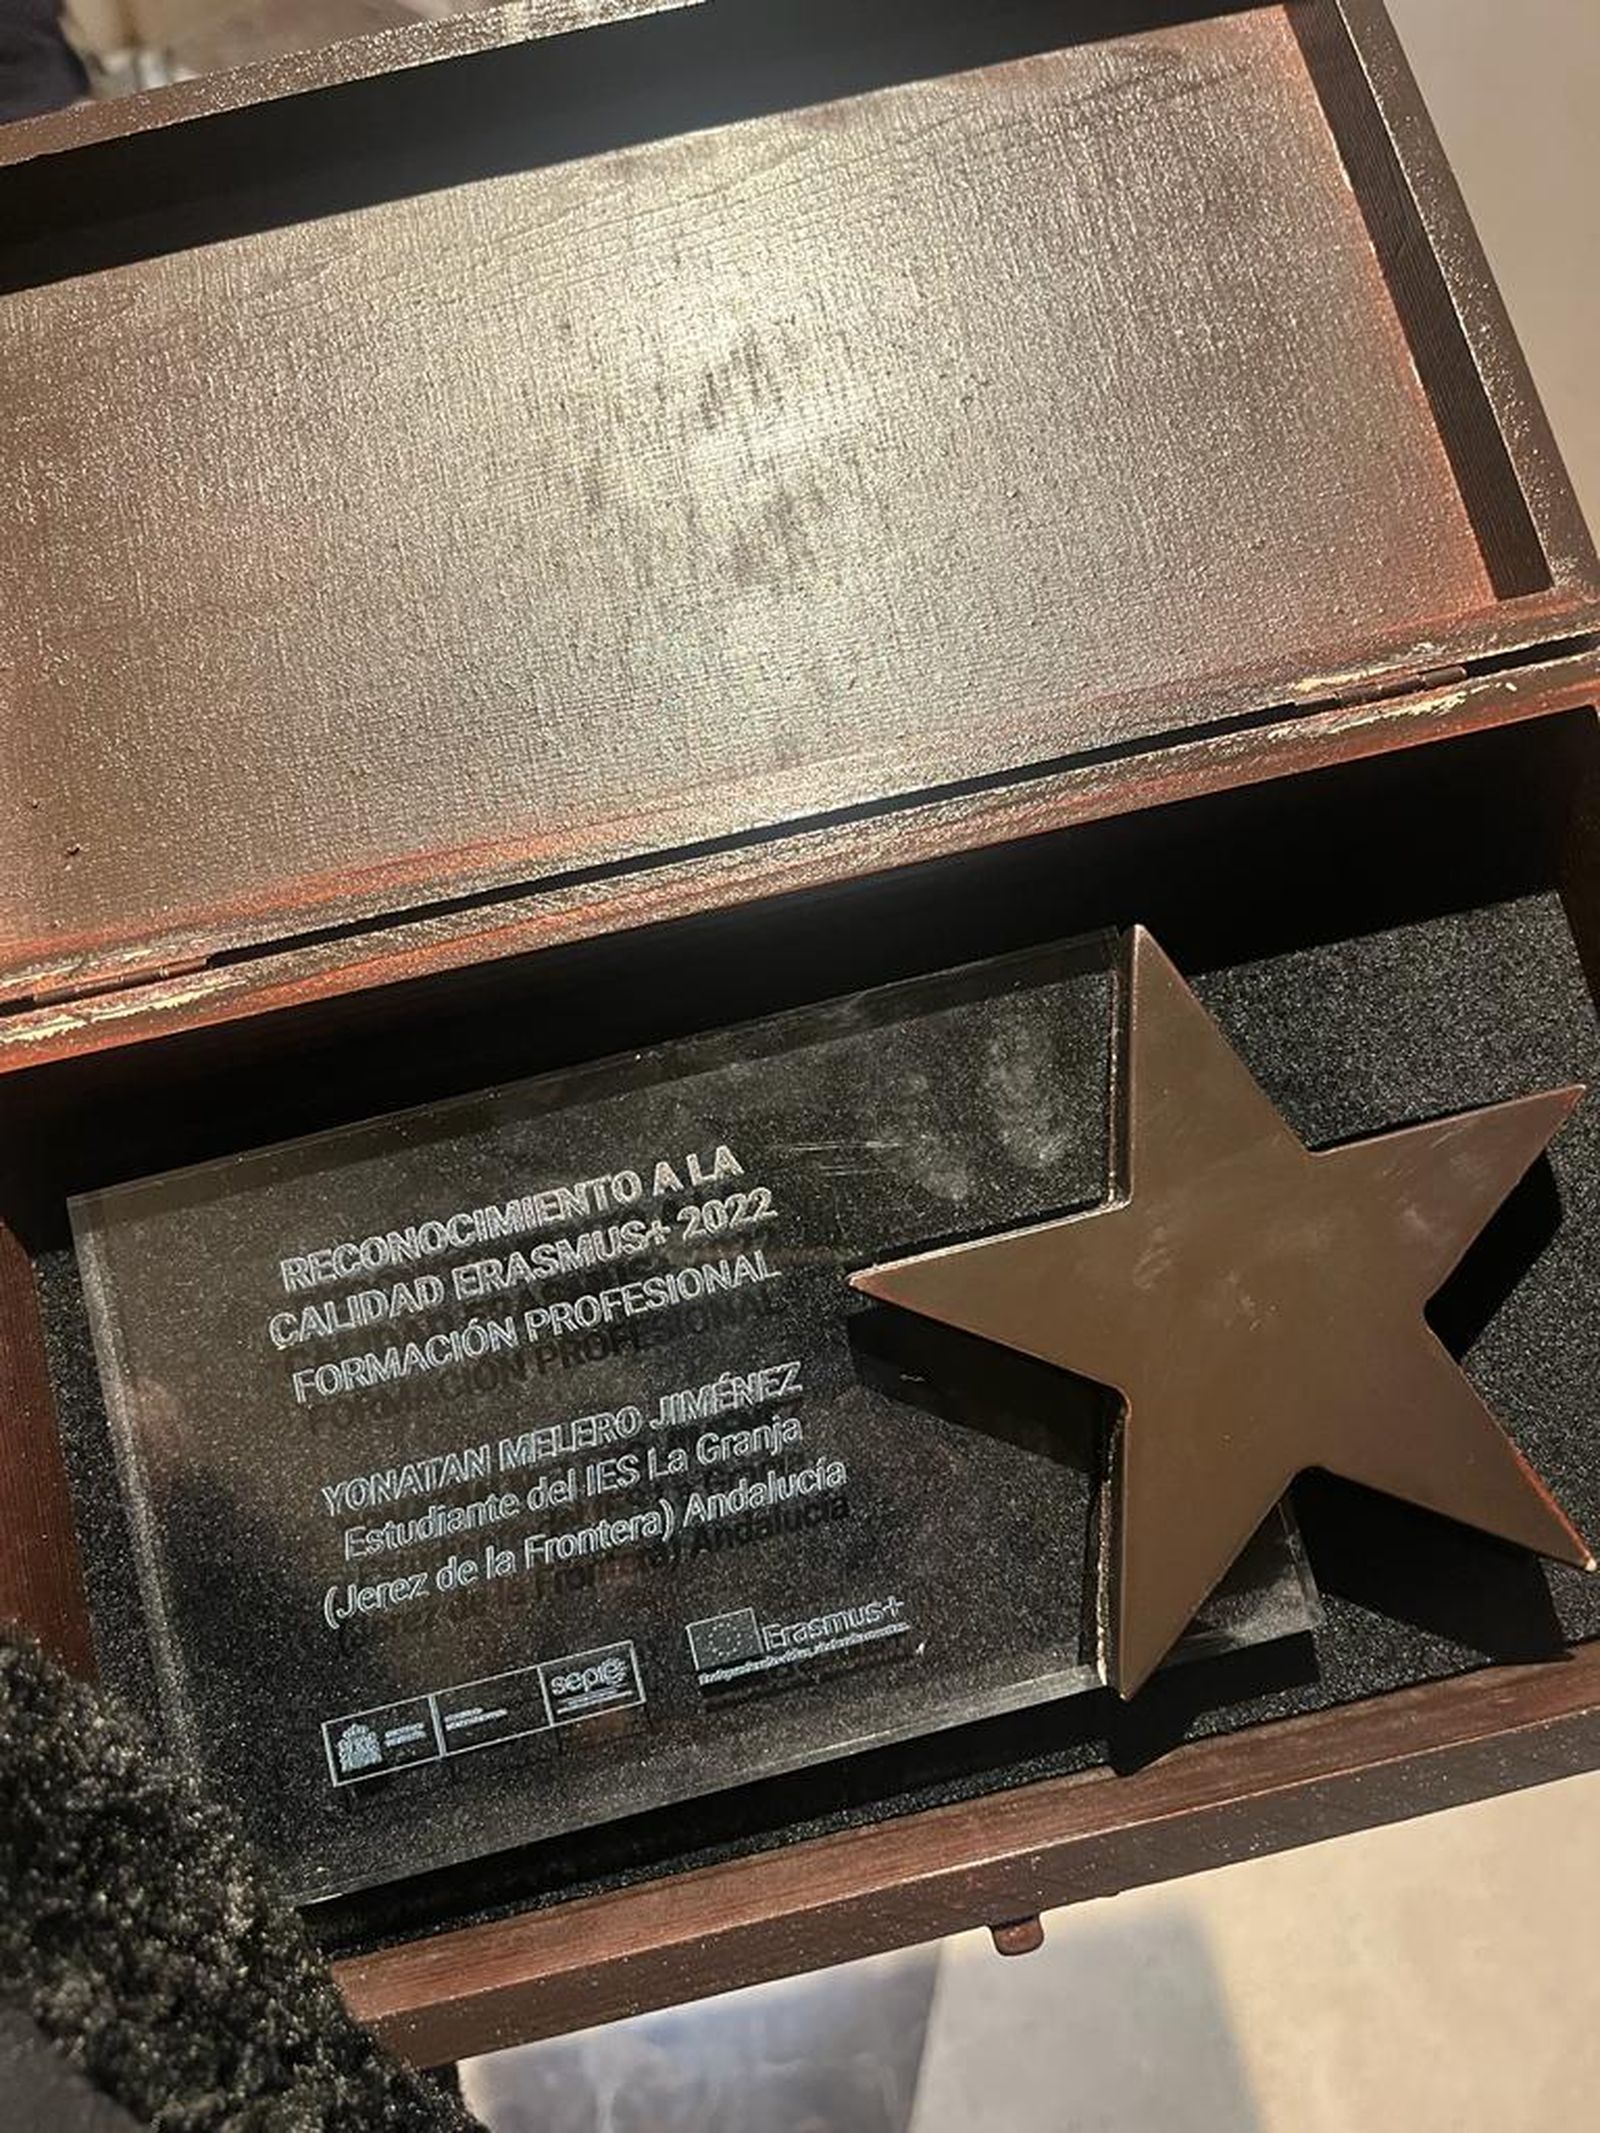 RECONOCIMIENTO A LA
CALIDAD ERASMUS+ 2022
FORMACIÓN PROFESIONAL
YONATAN MELERO JIMÉNEZ
Estudiante del IES La Granja
(Jerez de la Frontera) Andalucía
sepie
Erasmus+